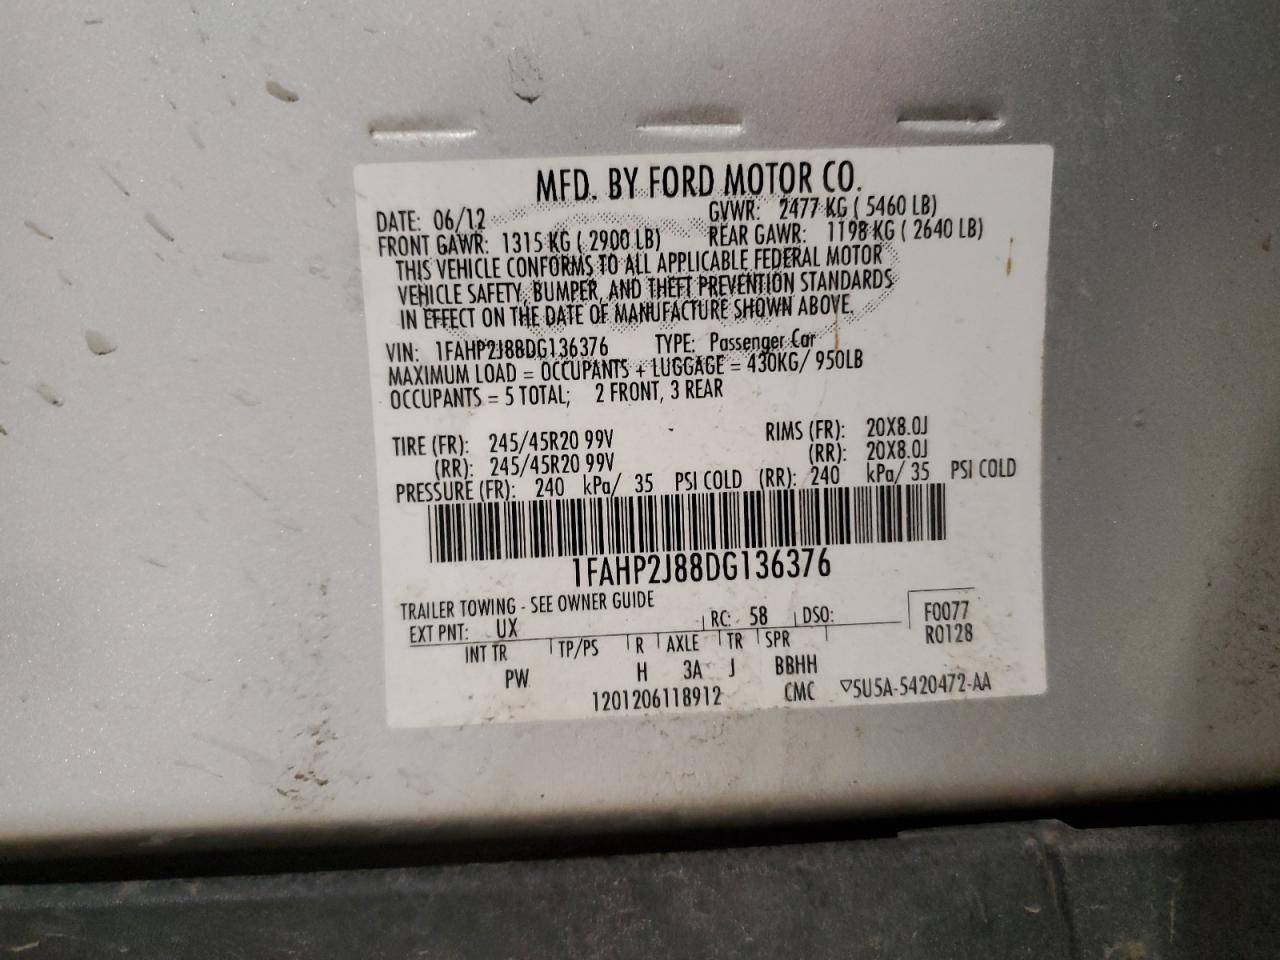 MFD. BY FORD MOTOR CO.
DATE: 06/12 GVWR: 2477 KG ( 5460 LB)
FRONT GAWR: 1315 KG ( 2900 LB) REAR GAWR: 1198 KG ( 2640 LB)
THIS VEHICLE CONFORMS TO ALL APPLICABLE FEDERAL MOTOR
VEHICLE SAFETY, BUMPER, AND THEFT PREVENTION STANDARDS
IN EFFECT ON THE DATE OF MANUFACTURE SHOWN ABOVE.
VIN: 1FAHP2J88DG136376 TYPE: Passenger Car
MAXIMUM LOAD = OCCUPANTS + LUGGAGE = 430KG/ 950LB
OCCUPANTS = 5 TOTAL; 2 FRONT, 3 REAR
TIRE (FR): 245/45R20 99V RIMS (FR): 20X8.0J
(RR): 245/45R20 99V (RR): 20X8.0J
PRESSURE (FR): 240 kPa/ 35 PSI COLD (RR): 240 kPa/ 35 PSI COLD
1FAHP2J88DG136376
TRAILER TOWING - SEE OWNER GUIDE
EXT PNT: UX RC: 58 DSO: F0077
R0128
INT TR TP/PS R AXLE TR SPR
PW H 3A J BBHH
1201206118912 CMC ▽5U5A-5420472-AA